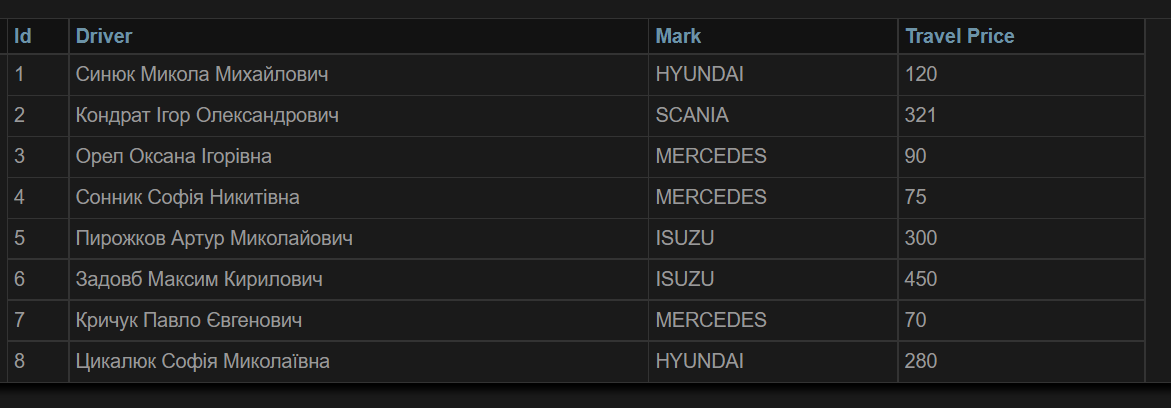 Id Driver Mark Travel Price
1 Синюк Микола Михайлович HYUNDAI 120
2 Кондрат Ігор Олександрович SCANIA 321
3 Орел Оксана Ігорівна MERCEDES 90
4 Сонник Софія Никитівна MERCEDES 75
5 Пирожков Артур Миколайович ISUZU 300
6 Задовб Максим Кирилович ISUZU 450
7 Кричук Павло Євгенович MERCEDES 70
8 Цикалюк Софія Миколаївна HYUNDAI 280